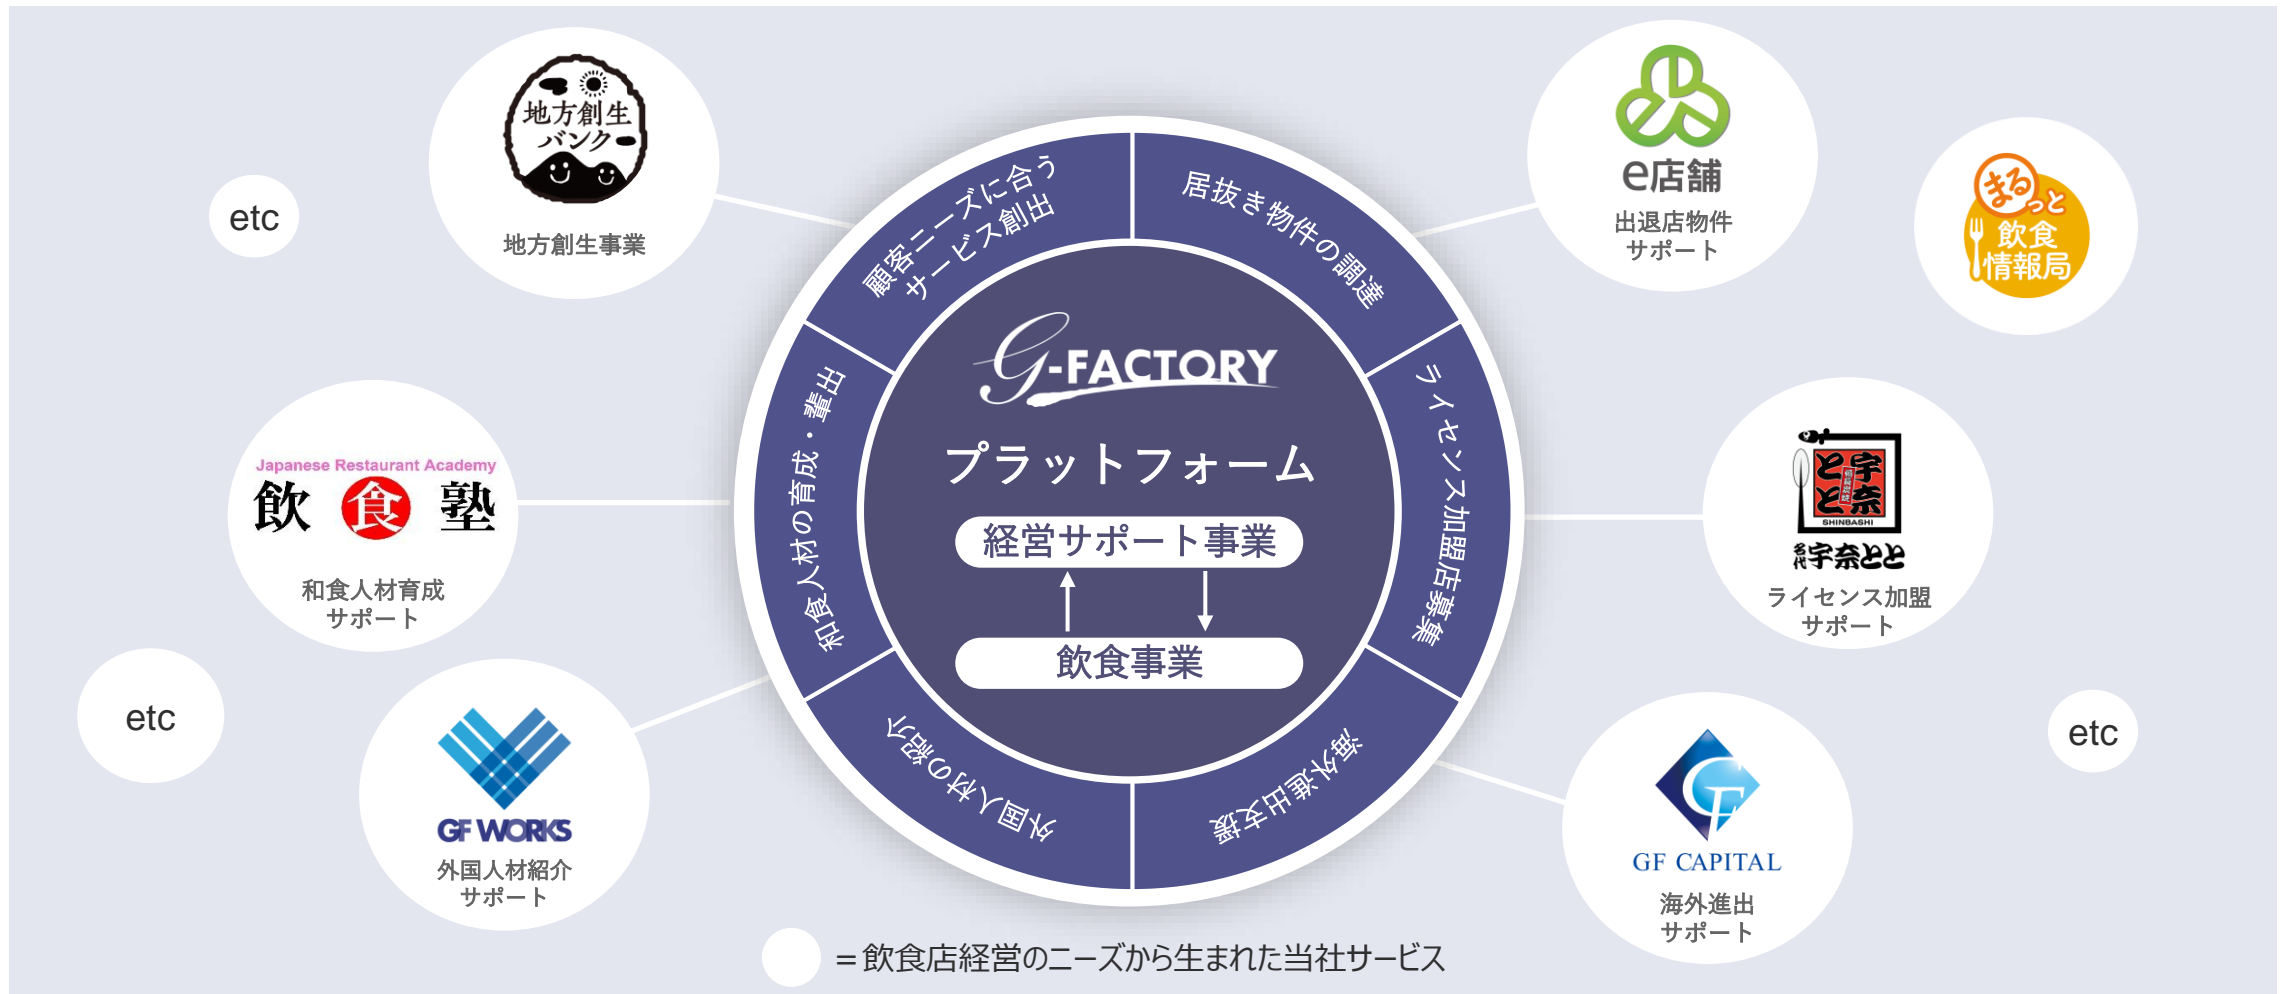 地方創生
バンク
地方創生事業
etc
Japanese Restaurant Academy
飲食塾
和食人材育成
サポート
etc
GF WORKS
外国人材紹介
サポート
顧客ニーズに合う
サービス創出
居抜き物件の調達
ライセンス加盟店募集
海外進出支援
外国人材の紹介
和食人材の育成・輩出
G-FACTORY
プラットフォーム
経営サポート事業
飲食事業
e店舗
出退店物件
サポート
まるっと
飲食
情報局
宇奈
とと
SHINBASHI
名代宇奈とと
ライセンス加盟
サポート
etc
GF
GF CAPITAL
海外進出
サポート
=飲食店経営のニーズから生まれた当社サービス